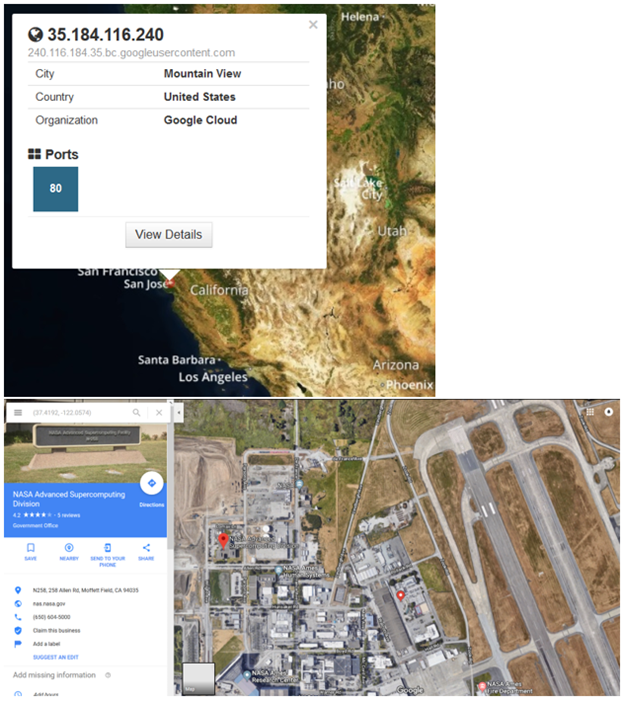 Helena
35.184.116.240
240.116.184.35.bc.googleusercontent.com
City Mountain View
Country United States
Organization Google Cloud
Ports
80
View Details
City
Utah
San Francisco
San Jose
California
Santa Barbara
Los Angeles
Arizona
Phoenix
(37.4192,-122.0574)
NASA Advanced Supercomputing
Division
4.2 ★★★★★ · 5 reviews
Government Office
Directions
SAVE
NEARBY
SEND TO YOUR
PHONE
SHARE
N258, 258 Allen Rd, Moffett Field, CA 94035
nas.nasa.gov
(650) 604-5000
Claim this business
Add a label
SUGGEST AN EDIT
Add missing information
Add hours
NASA Ames
Research Center
NASA Ames
Fire Department
Google